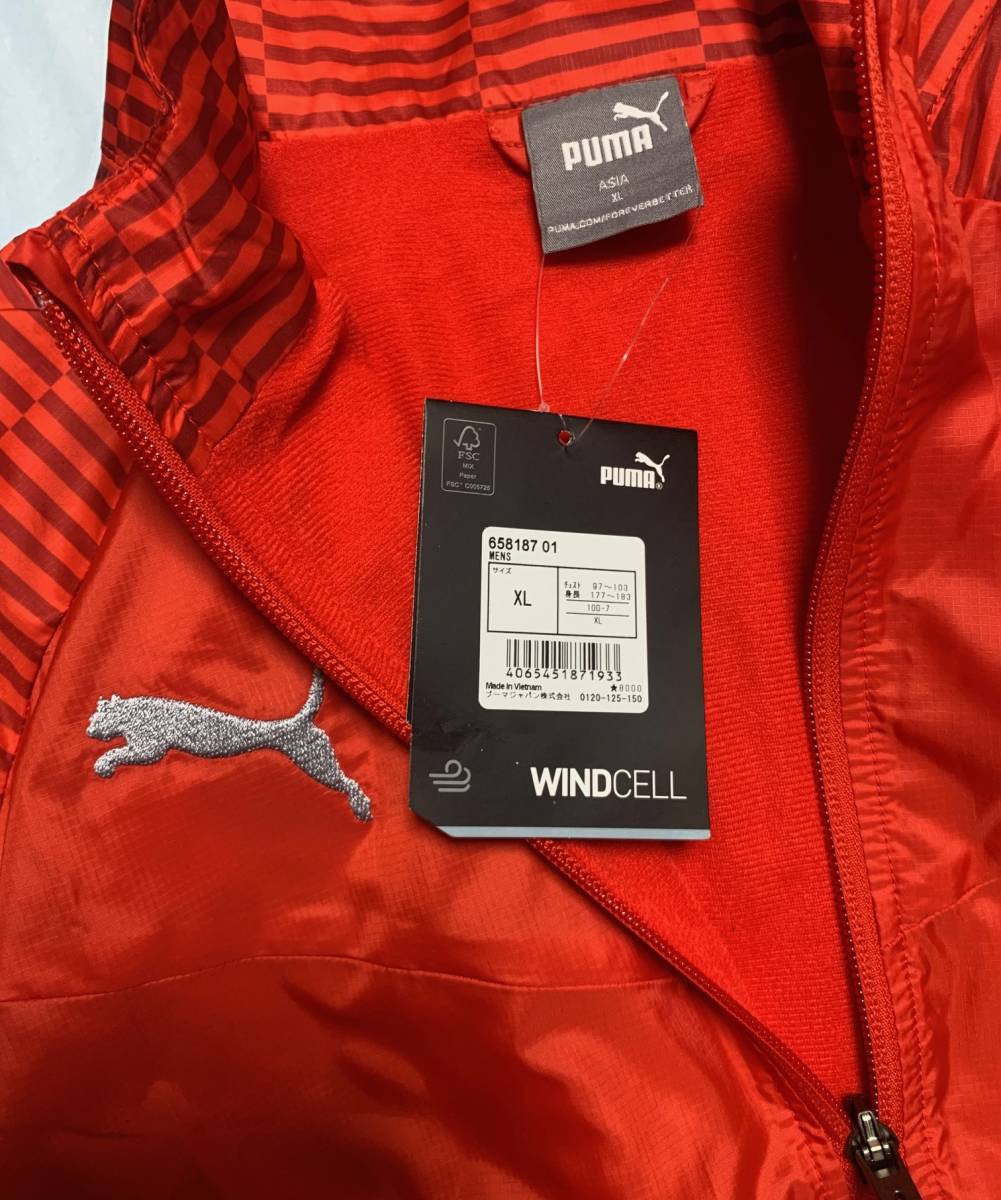 PUMA
ASIA
XL
PUMA.COM/FOREVERBETTER
FSC
MIX
Paper
FSC™ C005725
PUMA®
658187 01
MENS
サイズ
XL
チェスト 97〜103
身長 177〜183
100-7
XL
4065451871933
Made in Vietnam ★8000
プーマジャパン株式会社 0120-125-150
WINDCELL